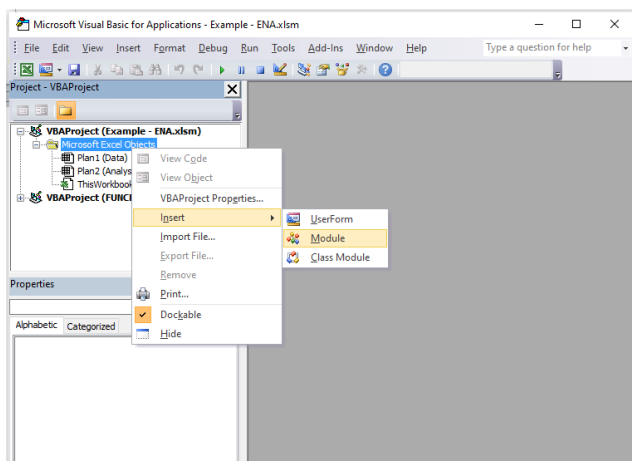 Microsoft Visual Basic for Applications - Example - ENA.xlsm
File Edit View Insert Format Debug Run Tools Add-Ins Window Help Type a question for help
Project - VBAProject
VBAProject (Example - ENA.xlsm)
Microsoft Excel Objects
Plan1 (Data)
Plan2 (Analys
ThisWorkbook
VBAProject (FUNCI
View Code
View Object
VBAProject Properties...
Insert
Import File...
Export File...
Remove
Print...
Dockable
Hide
UserForm
Module
Class Module
Properties
Alphabetic Categorized